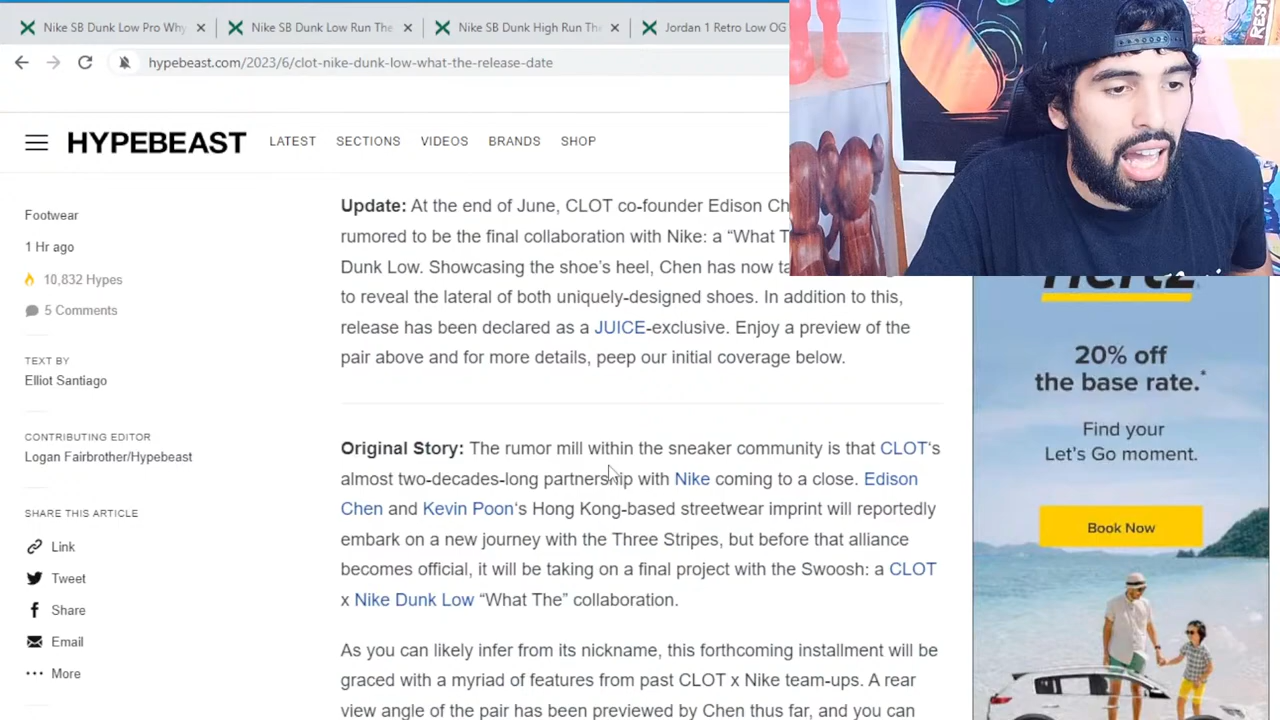 Nike SB Dunk Low Pro Why
Nike SB Dunk Low Run The
Nike SB Dunk High Run The
Jordan 1 Retro Low OG
hypebeast.com/2023/6/clot-nike-dunk-low-what-the-release-date
HYPEBEAST
LATEST SECTIONS VIDEOS BRANDS SHOP
Footwear
1 Hr ago
10,832 Hypes
5 Comments
TEXT BY
Elliot Santiago
CONTRIBUTING EDITOR
Logan Fairbrother/Hypebeast
SHARE THIS ARTICLE
Link
Tweet
Share
Email
More
Update: At the end of June, CLOT co-founder Edison Ch
rumored to be the final collaboration with Nike: a “What T
Dunk Low. Showcasing the shoe’s heel, Chen has now ta
to reveal the lateral of both uniquely-designed shoes. In addition to this,
release has been declared as a JUICE-exclusive. Enjoy a preview of the
pair above and for more details, peep our initial coverage below.
Original Story: The rumor mill within the sneaker community is that CLOT‘s
almost two-decades-long partnership with Nike coming to a close. Edison
Chen and Kevin Poon‘s Hong Kong-based streetwear imprint will reportedly
embark on a new journey with the Three Stripes, but before that alliance
becomes official, it will be taking on a final project with the Swoosh: a CLOT
x Nike Dunk Low “What The” collaboration.
As you can likely infer from its nickname, this forthcoming installment will be
graced with a myriad of features from past CLOT x Nike team-ups. A rear
view angle of the pair has been previewed by Chen thus far, and you can
Hertz
20% off
the base rate.*
Find your
Let’s Go moment.
Book Now